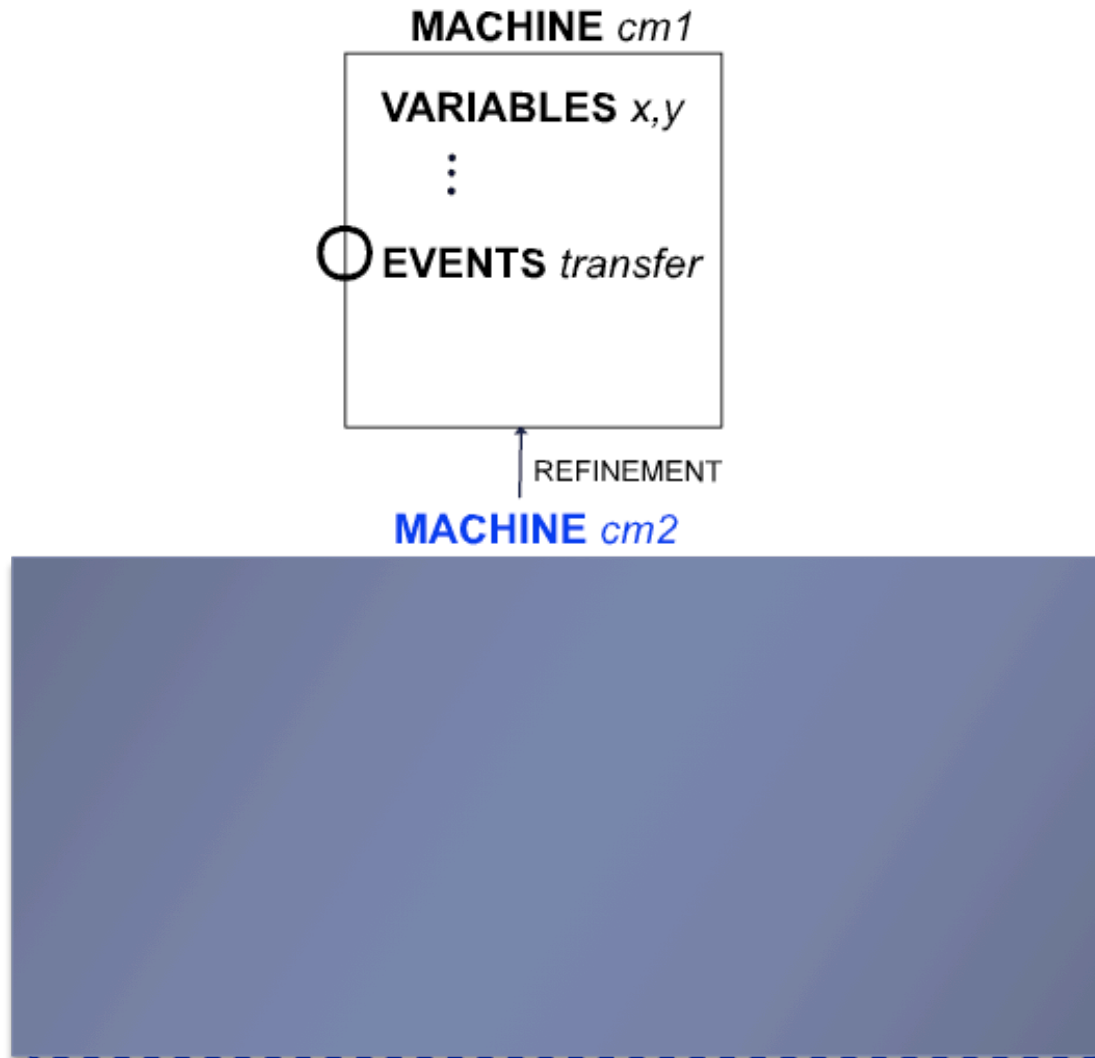 MACHINE cm1
VARIABLES x,y
⋮
EVENTS transfer
REFINEMENT
MACHINE cm2